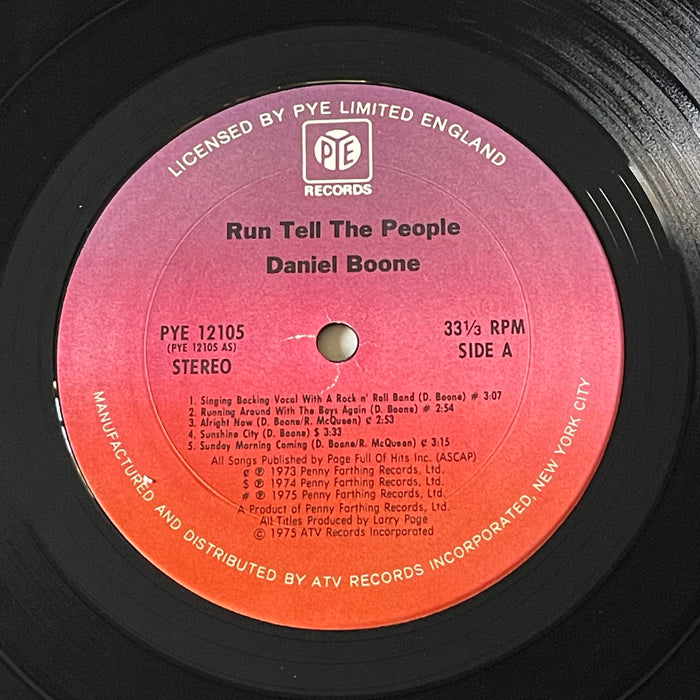 LICENSED BY PYE LIMITED ENGLAND
PYE
RECORDS
Run Tell The People
Daniel Boone
PYE 12105
(PYE 12105 AS)
STEREO
33⅓ RPM
SIDE A
1. Singing Backing Vocal With A Rock n' Roll Band (D. Boone) # 3:07
2. Running Around With The Boys Again (D. Boone) # 2:54
3. Alright Now (D. Boone/R. McQueen) ¢ 2:53
4. Sunshine City (D. Boone) $ 3:33
5. Sunday Morning Coming (D. Boone/R. McQueen) ¢ 3:15
All Songs Published by Page Full Of Hits Inc. (ASCAP)
¢ ℗ 1973 Penny Farthing Records, Ltd.
$ ℗ 1974 Penny Farthing Records, Ltd.
# ℗ 1975 Penny Farthing Records, Ltd.
A Product of Penny Farthing Records, Ltd.
All Titles Produced by Larry Page
© 1975 ATV Records Incorporated
MANUFACTURED AND DISTRIBUTED BY ATV RECORDS INCORPORATED, NEW YORK CITY